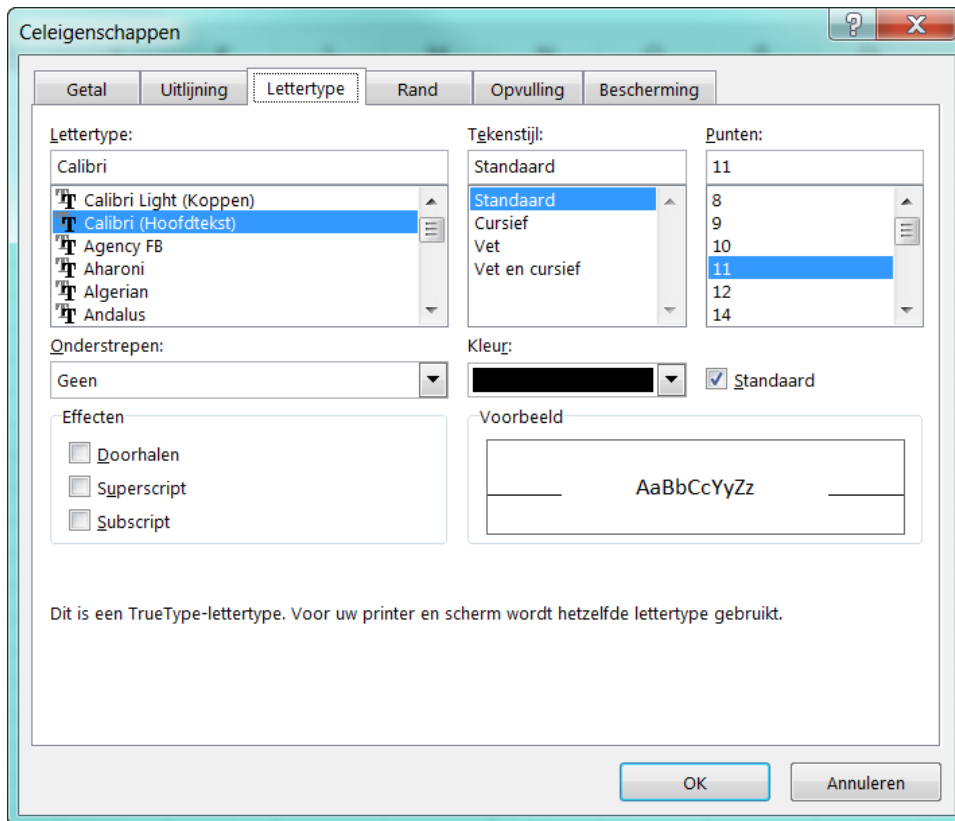 Celeigenschappen
Getal Uitlijning Lettertype Rand Opvulling Bescherming
Lettertype: Tekenstijl: Punten:
Calibri Standaard 11
Calibri Light (Koppen) Standaard 8
Calibri (Hoofdtekst) Cursief 9
Agency FB Vet 10
Aharoni Vet en cursief 11
Algerian 12
Andalus 14
Onderstrepen: Kleur:
Geen Standaard
Effecten Voorbeeld
Doorhalen
Superscript AaBbCcYyZz
Subscript
Dit is een TrueType-lettertype. Voor uw printer en scherm wordt hetzelfde lettertype gebruikt.
OK Annuleren